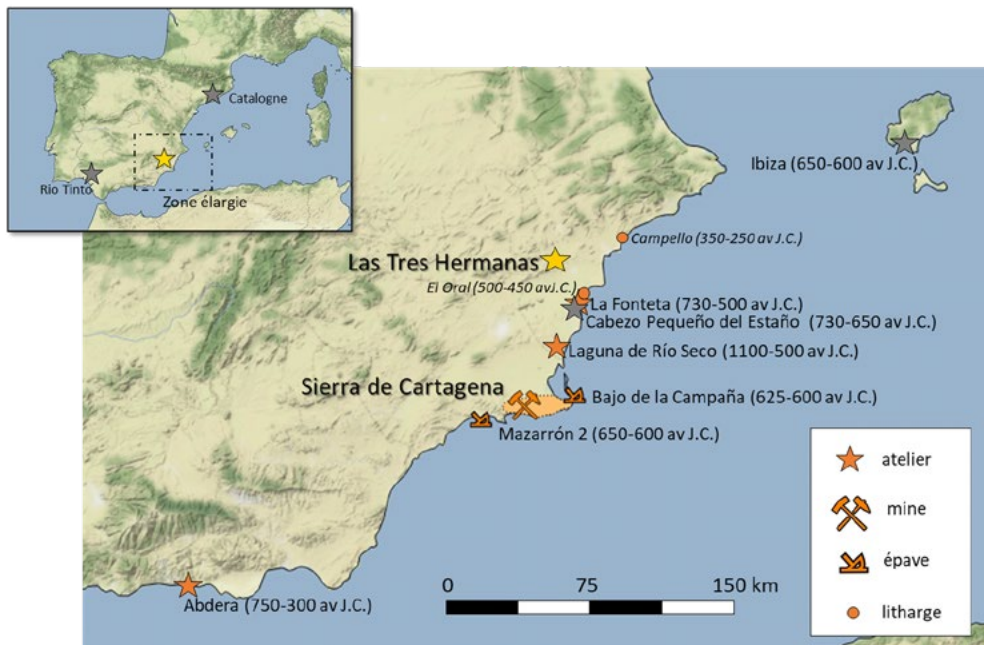 Catalogne
Rio Tinto
Zone élargie
Ibiza (650-600 av J.C.)
Campello (350-250 av J.C.)
Las Tres Hermanas
El Oral (500-450 av.J.C.)
La Fonteta (730-500 av J.C.)
Cabezo Pequeño del Estaño (730-650 av J.C.)
Laguna de Río Seco (1100-500 av J.C.)
Sierra de Cartagena
Bajo de la Campaña (625-600 av J.C.)
Mazarrón 2 (650-600 av J.C.)
Abdera (750-300 av J.C.)
0 75 150 km
atelier
mine
épave
litharge